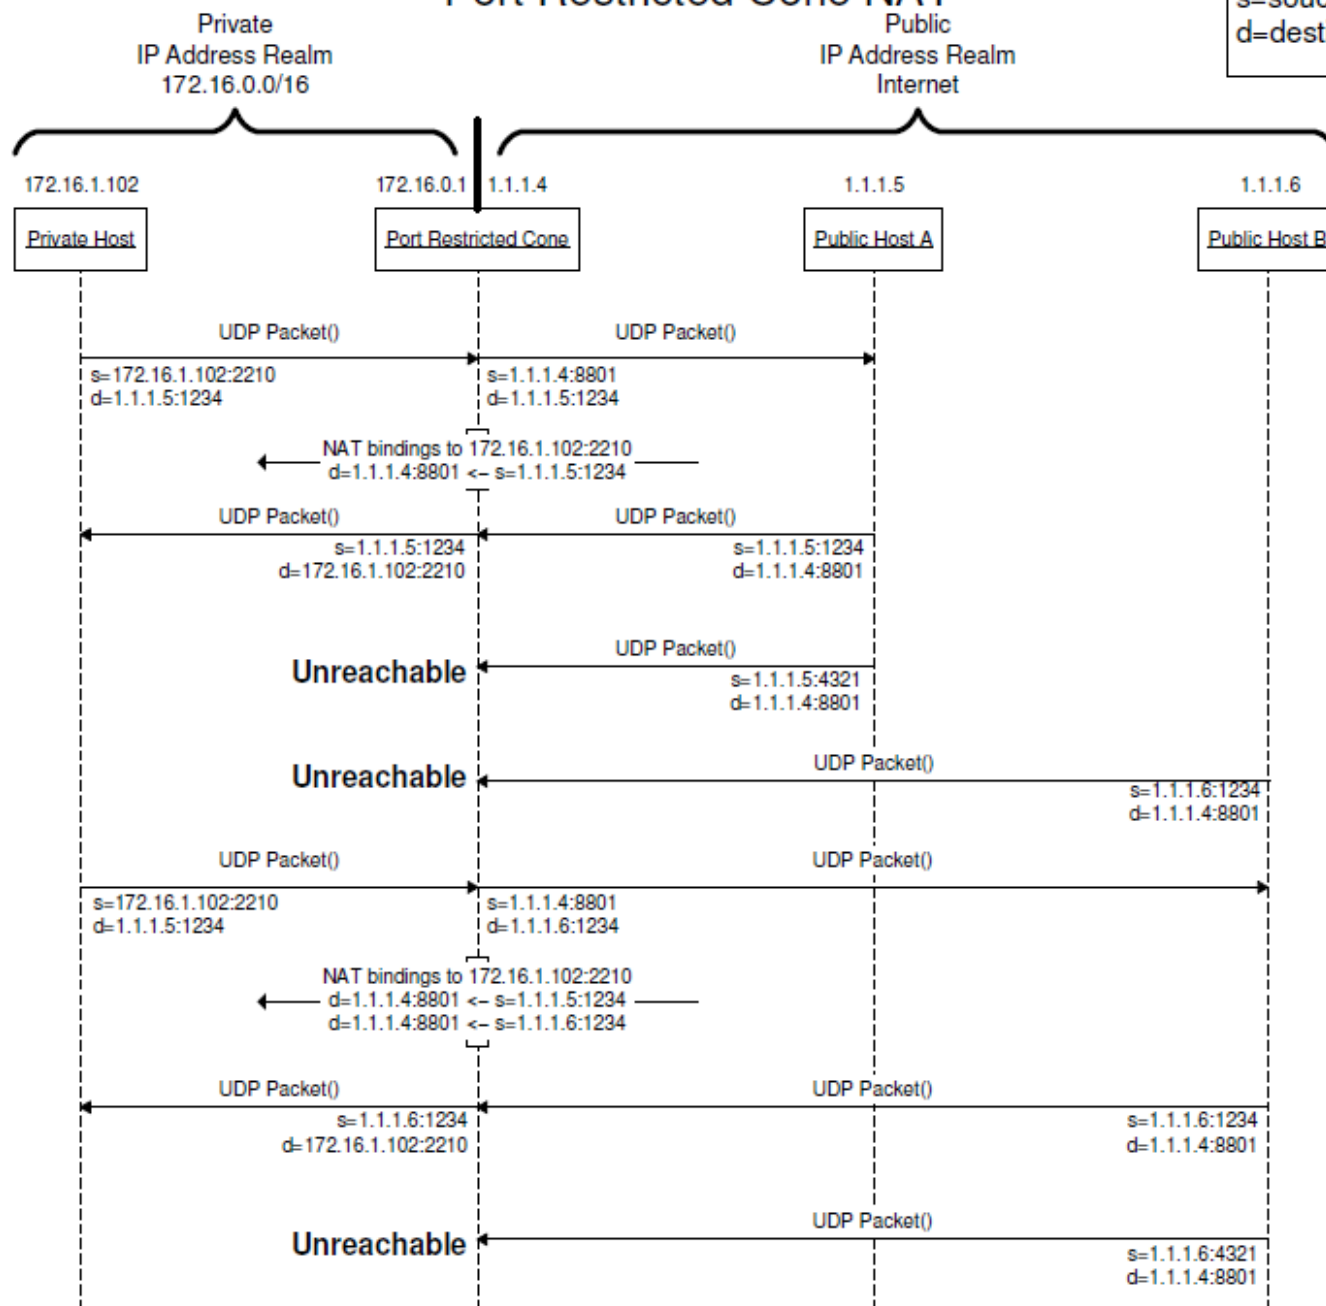 Port Restricted Cone NAT
d=dest
Private
IP Address Realm
172.16.0.0/16
Public
IP Address Realm
Internet
172.16.1.102
172.16.0.1
1.1.1.4
1.1.1.5
1.1.1.6
Private Host
Port Restricted Cone
Public Host A
Public Host B
UDP Packet()
UDP Packet()
s=172.16.1.102:2210
d=1.1.1.5:1234
s=1.1.1.4:8801
d=1.1.1.5:1234
NAT bindings to 172.16.1.102:2210
d=1.1.1.4:8801 <– s=1.1.1.5:1234
UDP Packet()
UDP Packet()
s=1.1.1.5:1234
d=172.16.1.102:2210
s=1.1.1.5:1234
d=1.1.1.4:8801
UDP Packet()
Unreachable
s=1.1.1.5:4321
d=1.1.1.4:8801
UDP Packet()
Unreachable
s=1.1.1.6:1234
d=1.1.1.4:8801
UDP Packet()
UDP Packet()
s=172.16.1.102:2210
d=1.1.1.5:1234
s=1.1.1.4:8801
d=1.1.1.6:1234
NAT bindings to 172.16.1.102:2210
d=1.1.1.4:8801 <– s=1.1.1.5:1234
d=1.1.1.4:8801 <– s=1.1.1.6:1234
UDP Packet()
UDP Packet()
s=1.1.1.6:1234
d=172.16.1.102:2210
s=1.1.1.6:1234
d=1.1.1.4:8801
UDP Packet()
Unreachable
s=1.1.1.6:4321
d=1.1.1.4:8801